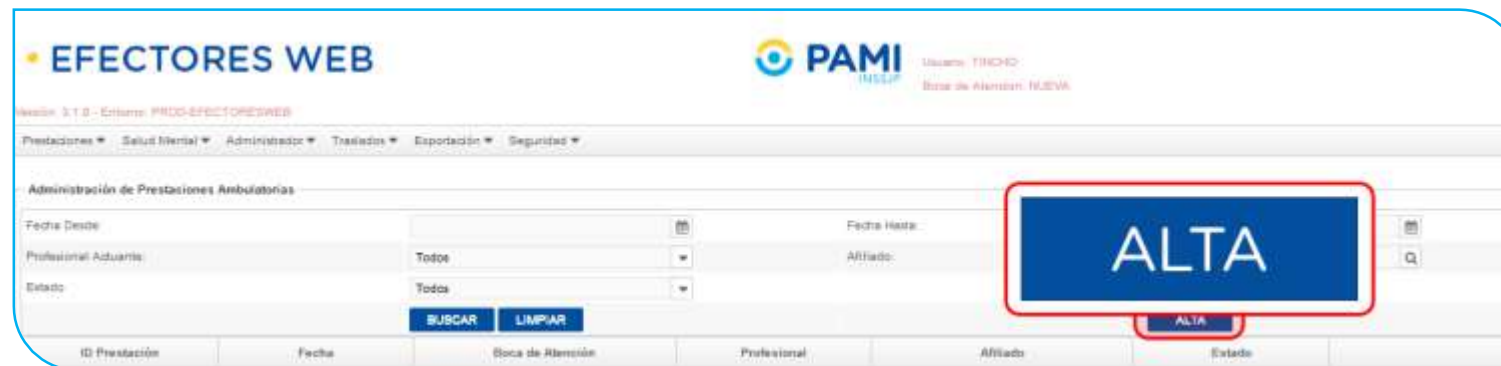 • EFECTORES WEB
PAMI
INSSJP
Usuario: TINCHO
Boca de Atención: NUEVA
Versión: 3.1.0 - Entorno: PROD-EFECTORESWEB
Prestaciones Salud Mental Administrador Traslados Exportación Seguridad
Administración de Prestaciones Ambulatorias
Fecha Desde: Fecha Hasta:
Profesional Actuante: Todos Afiliado:
Estado: Todos
ALTA
BUSCAR LIMPIAR ALTA
ID Prestación Fecha Boca de Atención Profesional Afiliado Estado